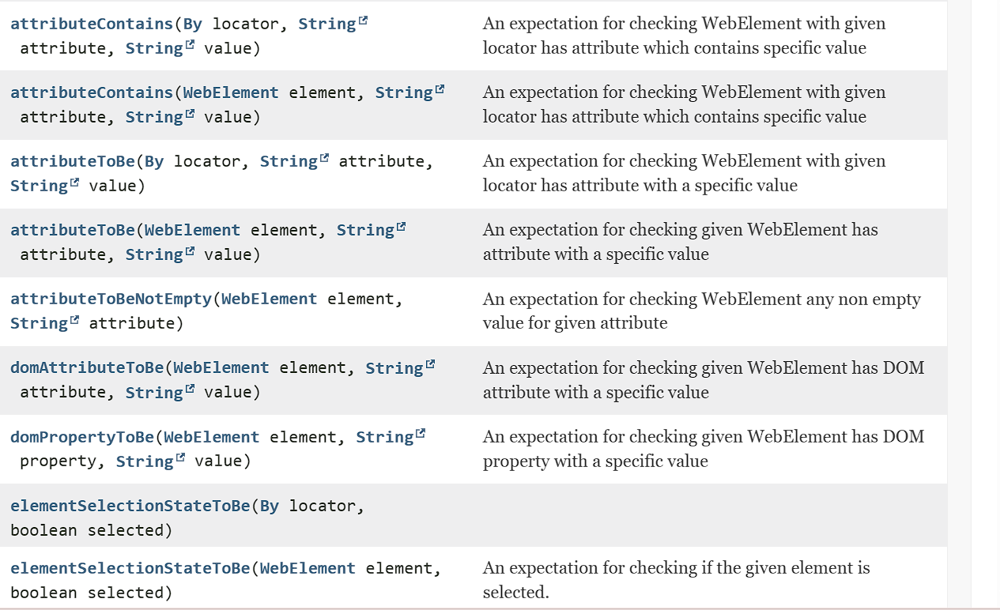 attributeContains(By locator, String
attribute, String value)
An expectation for checking WebElement with given
locator has attribute which contains specific value
attributeContains(WebElement element, String
attribute, String value)
An expectation for checking WebElement with given
locator has attribute which contains specific value
attributeToBe(By locator, String attribute,
String value)
An expectation for checking WebElement with given
locator has attribute with a specific value
attributeToBe(WebElement element, String
attribute, String value)
An expectation for checking given WebElement has
attribute with a specific value
attributeToBeNotEmpty(WebElement element,
String attribute)
An expectation for checking WebElement any non empty
value for given attribute
domAttributeToBe(WebElement element, String
attribute, String value)
An expectation for checking given WebElement has DOM
attribute with a specific value
domPropertyToBe(WebElement element, String
property, String value)
An expectation for checking given WebElement has DOM
property with a specific value
elementSelectionStateToBe(By locator,
boolean selected)
elementSelectionStateToBe(WebElement element,
boolean selected)
An expectation for checking if the given element is
selected.